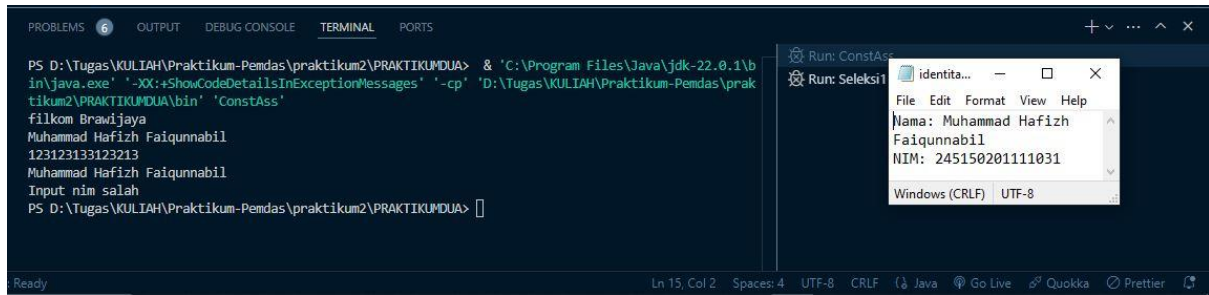 PROBLEMS 6 OUTPUT DEBUG CONSOLE TERMINAL PORTS
PS D:\Tugas\KULIAH\Praktikum-Pemdas\praktikum2\PRAKTIKUMDUA> & 'C:\Program Files\Java\jdk-22.0.1\b
in\java.exe' '-XX:+ShowCodeDetailsInExceptionMessages' '-cp' 'D:\Tugas\KULIAH\Praktikum-Pemdas\prak
tikum2\PRAKTIKUMDUA\bin' 'ConstAss'
filkom Brawijaya
Muhammad Hafizh Faiqunnabil
123123133123213
Muhammad Hafizh Faiqunnabil
Input nim salah
PS D:\Tugas\KULIAH\Praktikum-Pemdas\praktikum2\PRAKTIKUMDUA>
Run: ConstAss
Run: Seleksi1
identita...
File Edit Format View Help
Nama: Muhammad Hafizh
Faiqunnabil
NIM: 245150201111031
Windows (CRLF) UTF-8
: Ready Ln 15, Col 2 Spaces: 4 UTF-8 CRLF Java Go Live Quokka Prettier